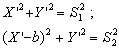 X'² + Y'² = S₁² ;
(X'–b)² + Y'² = S₂²